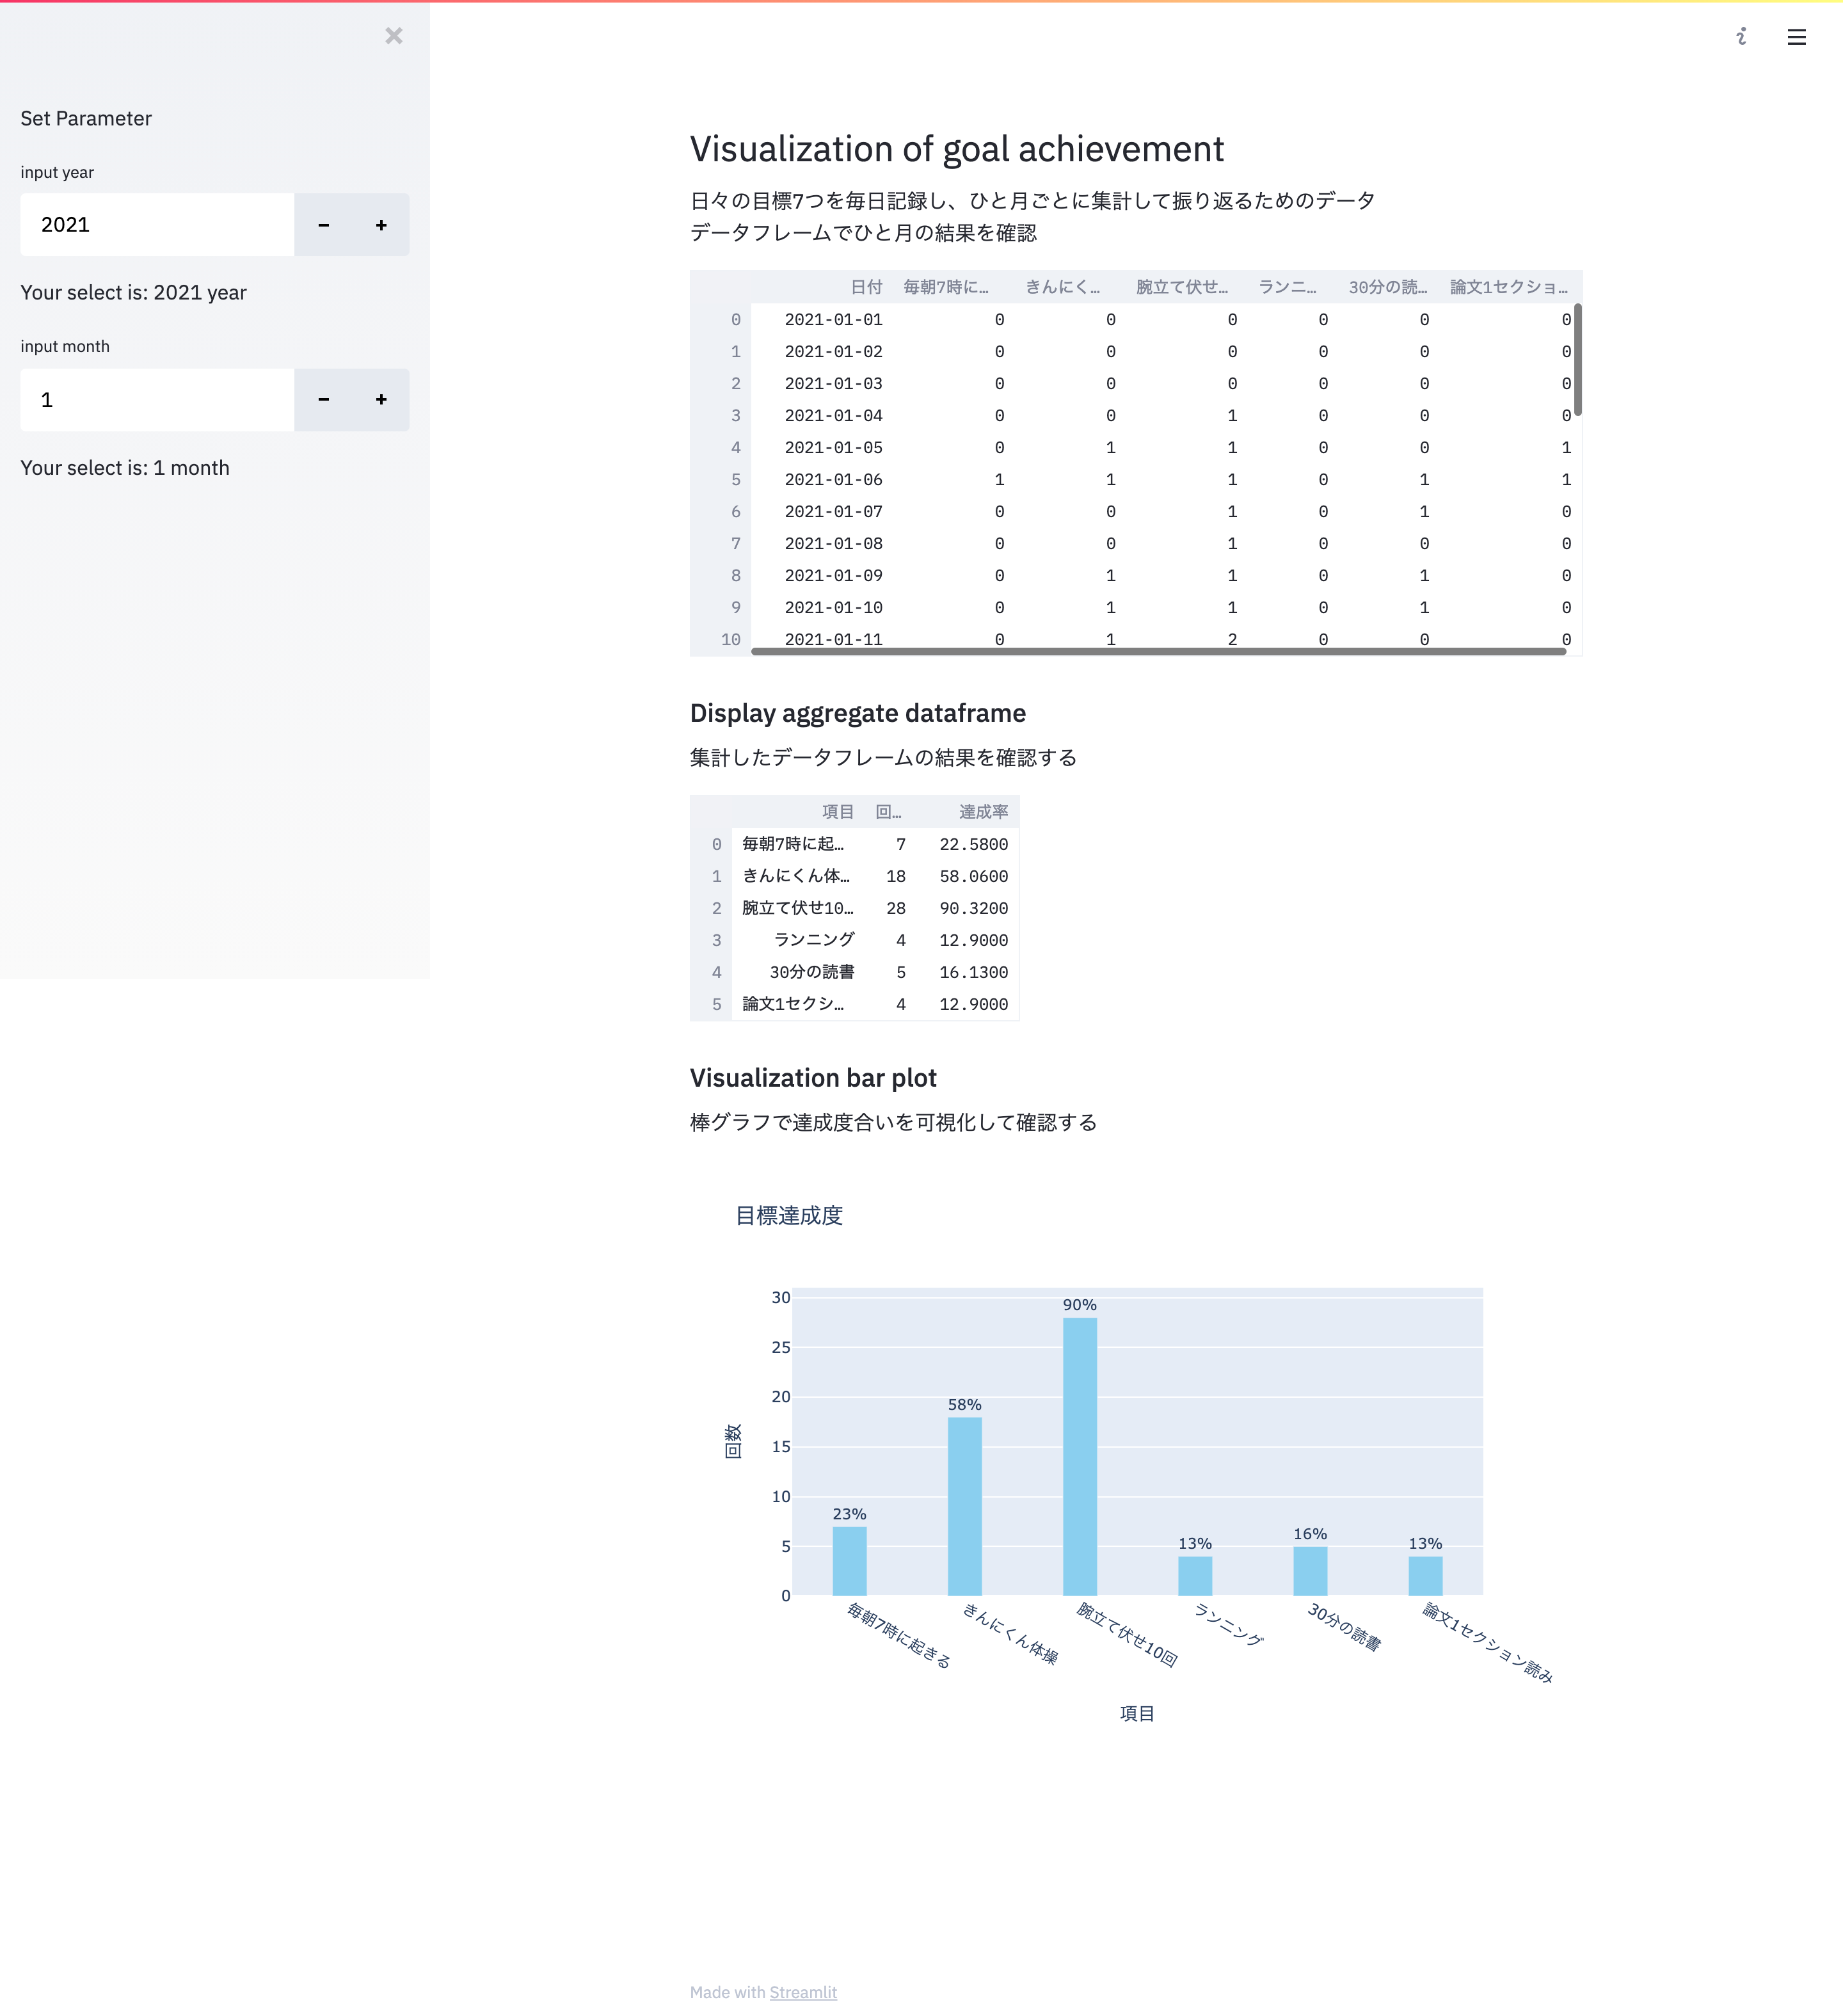 Set Parameter
input year
2021
Your select is: 2021 year
input month
1
Your select is: 1 month
Visualization of goal achievement
日々の目標7つを毎日記録し、ひと月ごとに集計して振り返るためのデータ
データフレームでひと月の結果を確認
日付 毎朝7時に… きんにく… 腕立て伏せ… ランニ… 30分の読… 論文1セクショ…
0 2021-01-01 0 0 0 0 0 0
1 2021-01-02 0 0 0 0 0 0
2 2021-01-03 0 0 0 0 0 0
3 2021-01-04 0 0 1 0 0 0
4 2021-01-05 0 1 1 0 0 1
5 2021-01-06 1 1 1 0 1 1
6 2021-01-07 0 0 1 0 1 0
7 2021-01-08 0 0 1 0 0 0
8 2021-01-09 0 1 1 0 1 0
9 2021-01-10 0 1 1 0 1 0
10 2021-01-11 0 1 2 0 0 0
Display aggregate dataframe
集計したデータフレームの結果を確認する
項目 回… 達成率
0 毎朝7時に起… 7 22.5800
1 きんにくん体… 18 58.0600
2 腕立て伏せ10… 28 90.3200
3 ランニング 4 12.9000
4 30分の読書 5 16.1300
5 論文1セクシ… 4 12.9000
Visualization bar plot
棒グラフで達成度合いを可視化して確認する
目標達成度
30
25
20
15
10
5
0
回数
23%
58%
90%
13%
16%
13%
毎朝7時に起きる
きんにくん体操
腕立て伏せ10回
ランニング
30分の読書
論文1セクション読み
項目
Made with Streamlit